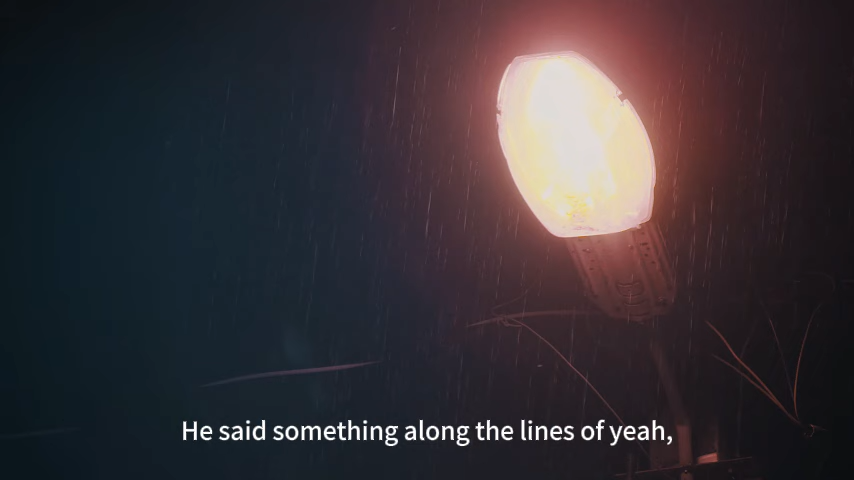 He said something along the lines of yeah,